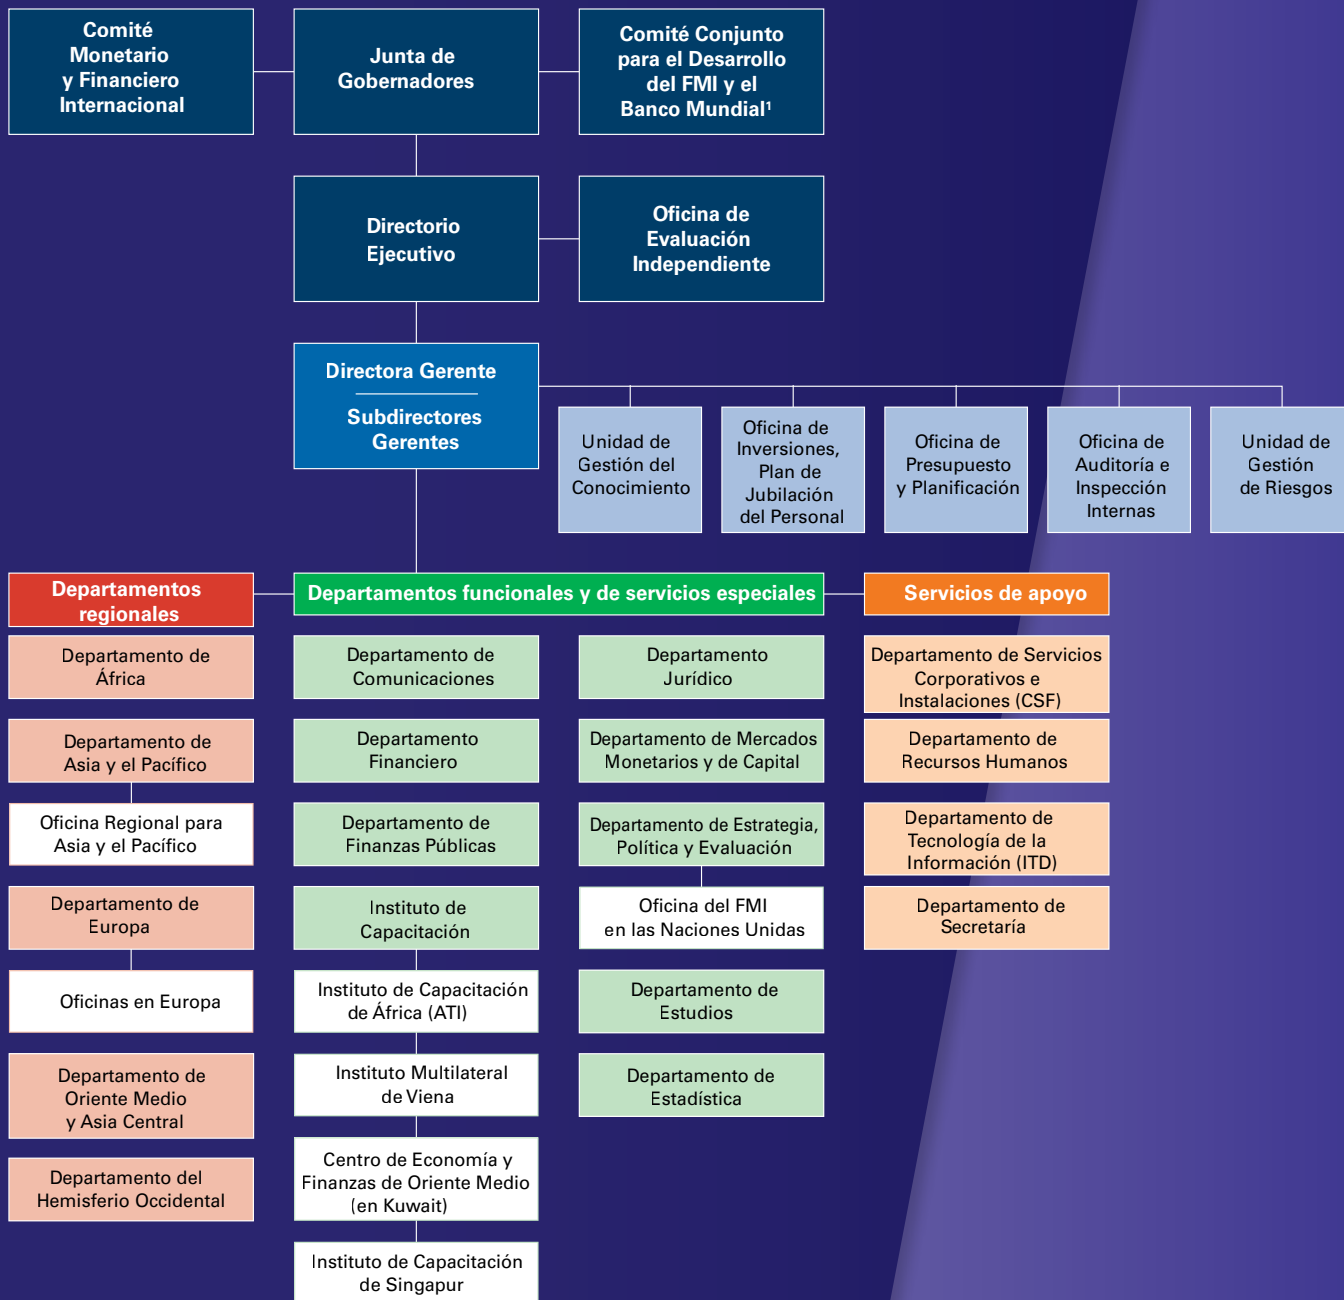 Comité
Monetario
y Financiero
Internacional
Junta de
Gobernadores
Comité Conjunto
para el Desarrollo
del FMI y el
Banco Mundial¹
Directorio
Ejecutivo
Oficina de
Evaluación
Independiente
Directora Gerente
Subdirectores
Gerentes
Unidad de
Gestión del
Conocimiento
Oficina de
Inversiones,
Plan de
Jubilación
del Personal
Oficina de
Presupuesto
y Planificación
Oficina de
Auditoría e
Inspección
Internas
Unidad de
Gestión
de Riesgos
Departamentos
regionales
Departamentos funcionales y de servicios especiales
Servicios de apoyo
Departamento de
África
Departamento de
Asia y el Pacífico
Oficina Regional para
Asia y el Pacífico
Departamento de
Europa
Oficinas en Europa
Departamento de
Oriente Medio
y Asia Central
Departamento del
Hemisferio Occidental
Departamento de
Comunicaciones
Departamento
Financiero
Departamento de
Finanzas Públicas
Instituto de
Capacitación
Instituto de Capacitación
de África (ATI)
Instituto Multilateral
de Viena
Centro de Economía y
Finanzas de Oriente Medio
(en Kuwait)
Instituto de Capacitación
de Singapur
Departamento
Jurídico
Departamento de Mercados
Monetarios y de Capital
Departamento de Estrategia,
Política y Evaluación
Oficina del FMI
en las Naciones Unidas
Departamento de
Estudios
Departamento de
Estadística
Departamento de Servicios
Corporativos e
Instalaciones (CSF)
Departamento de
Recursos Humanos
Departamento de
Tecnología de la
Información (ITD)
Departamento de
Secretaría